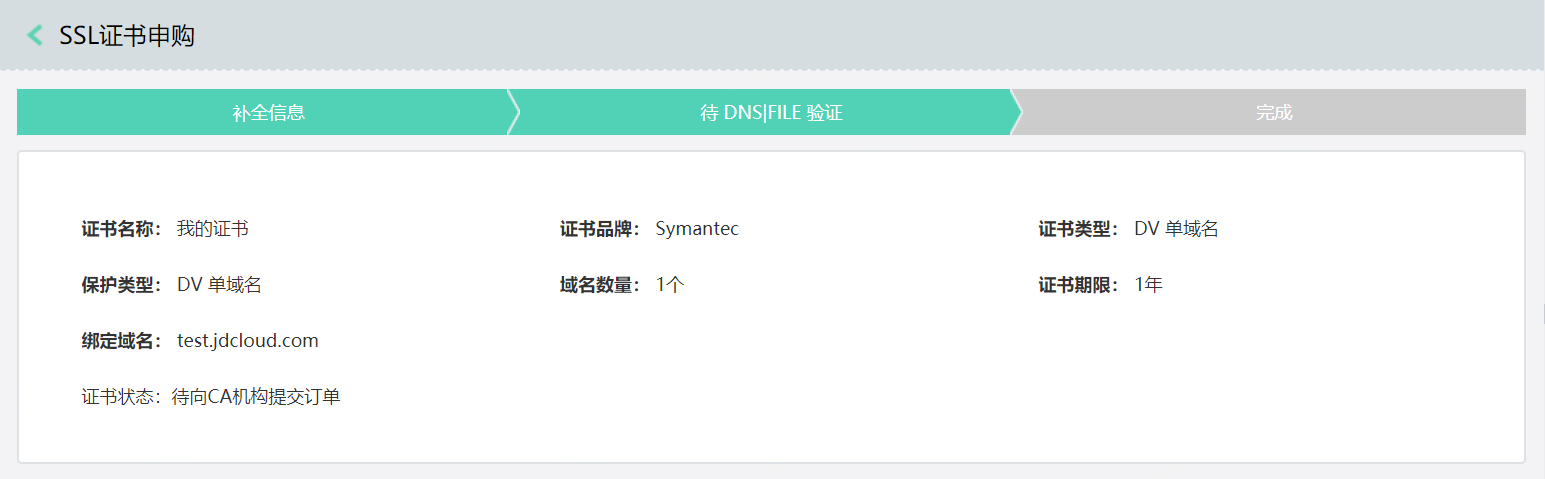 SSL证书申购
补全信息 待 DNS|FILE 验证 完成
证书名称： 我的证书 证书品牌： Symantec 证书类型： DV 单域名
保护类型： DV 单域名 域名数量： 1个 证书期限： 1年
绑定域名： test.jdcloud.com
证书状态：待向CA机构提交订单